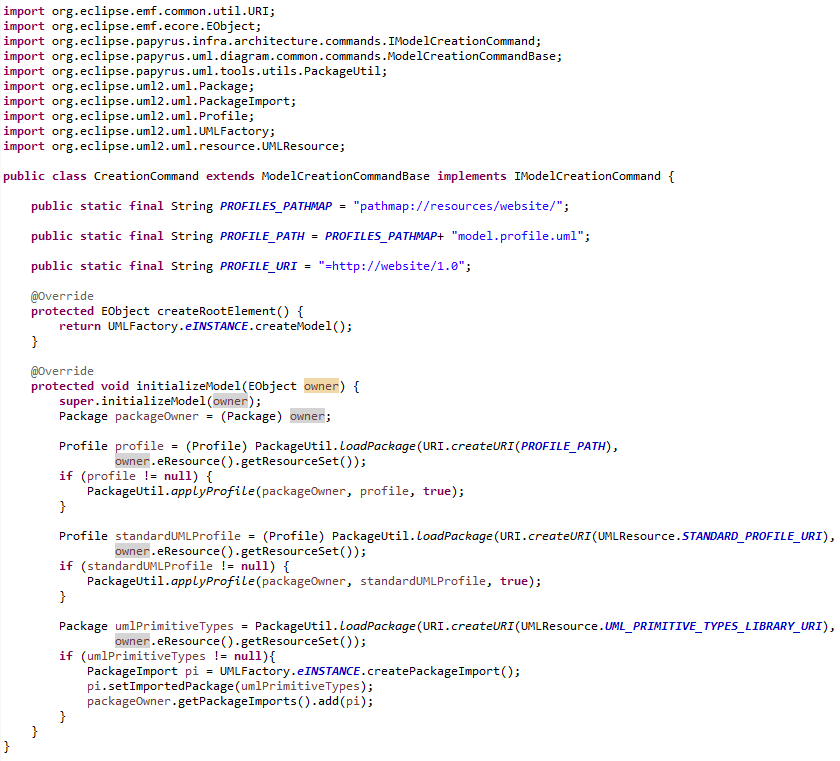 import org.eclipse.emf.common.util.URI;
import org.eclipse.emf.ecore.EObject;
import org.eclipse.papyrus.infra.architecture.commands.IModelCreationCommand;
import org.eclipse.papyrus.uml.diagram.common.commands.ModelCreationCommandBase;
import org.eclipse.papyrus.uml.tools.utils.PackageUtil;
import org.eclipse.uml2.uml.Package;
import org.eclipse.uml2.uml.PackageImport;
import org.eclipse.uml2.uml.Profile;
import org.eclipse.uml2.uml.UMLFactory;
import org.eclipse.uml2.uml.resource.UMLResource;

public class CreationCommand extends ModelCreationCommandBase implements IModelCreationCommand {

    public static final String PROFILES_PATHMAP = "pathmap://resources/website/";

    public static final String PROFILE_PATH = PROFILES_PATHMAP+ "model.profile.uml";

    public static final String PROFILE_URI = "=http://website/1.0";

    @Override
    protected EObject createRootElement() {
        return UMLFactory.eINSTANCE.createModel();
    }

    @Override
    protected void initializeModel(EObject owner) {
        super.initializeModel(owner);
        Package packageOwner = (Package) owner;

        Profile profile = (Profile) PackageUtil.loadPackage(URI.createURI(PROFILE_PATH),
                owner.eResource().getResourceSet());
        if (profile != null) {
            PackageUtil.applyProfile(packageOwner, profile, true);
        }

        Profile standardUMLProfile = (Profile) PackageUtil.loadPackage(URI.createURI(UMLResource.STANDARD_PROFILE_URI),
                owner.eResource().getResourceSet());
        if (standardUMLProfile != null) {
            PackageUtil.applyProfile(packageOwner, standardUMLProfile, true);
        }

        Package umlPrimitiveTypes = PackageUtil.loadPackage(URI.createURI(UMLResource.UML_PRIMITIVE_TYPES_LIBRARY_URI),
                owner.eResource().getResourceSet());
        if (umlPrimitiveTypes != null){
            PackageImport pi = UMLFactory.eINSTANCE.createPackageImport();
            pi.setImportedPackage(umlPrimitiveTypes);
            packageOwner.getPackageImports().add(pi);
        }
    }
}